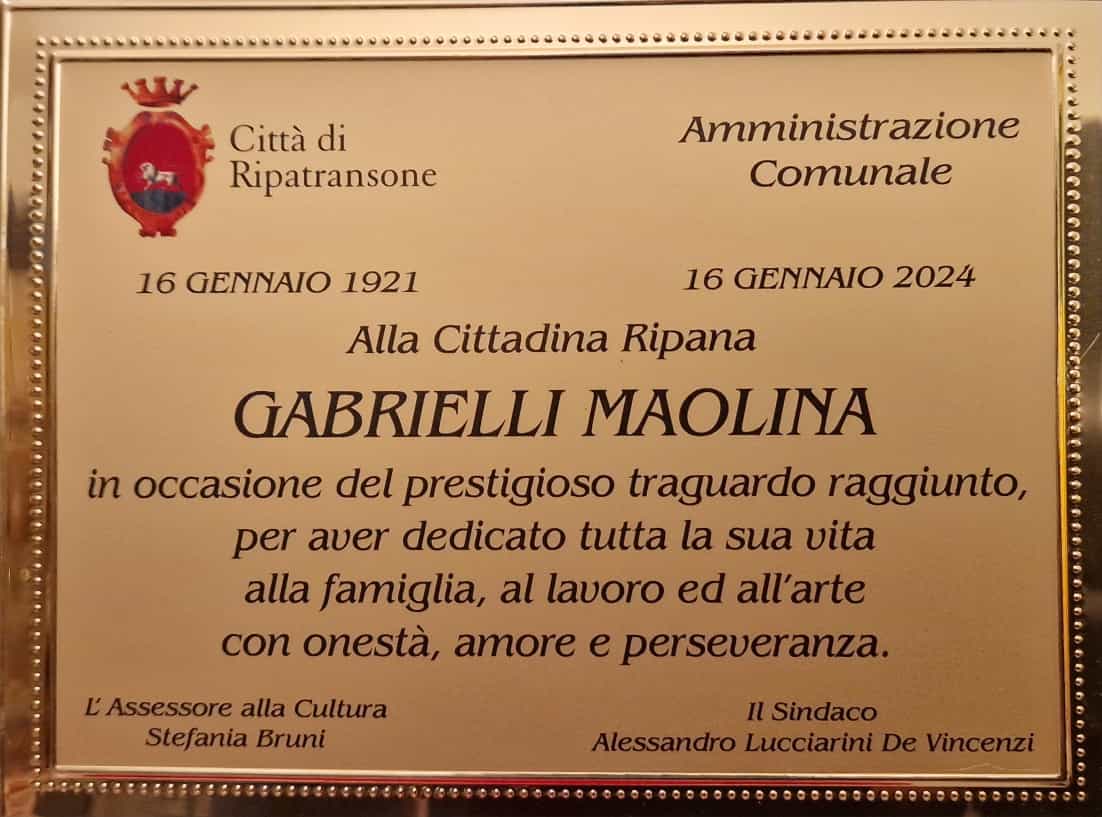 Città di
Ripatransone
Amministrazione
Comunale
16 GENNAIO 1921
16 GENNAIO 2024
Alla Cittadina Ripana
GABRIELLI MAOLINA
in occasione del prestigioso traguardo raggiunto,
per aver dedicato tutta la sua vita
alla famiglia, al lavoro ed all'arte
con onestà, amore e perseveranza.
L' Assessore alla Cultura
Stefania Bruni
Il Sindaco
Alessandro Lucciarini De Vincenzi